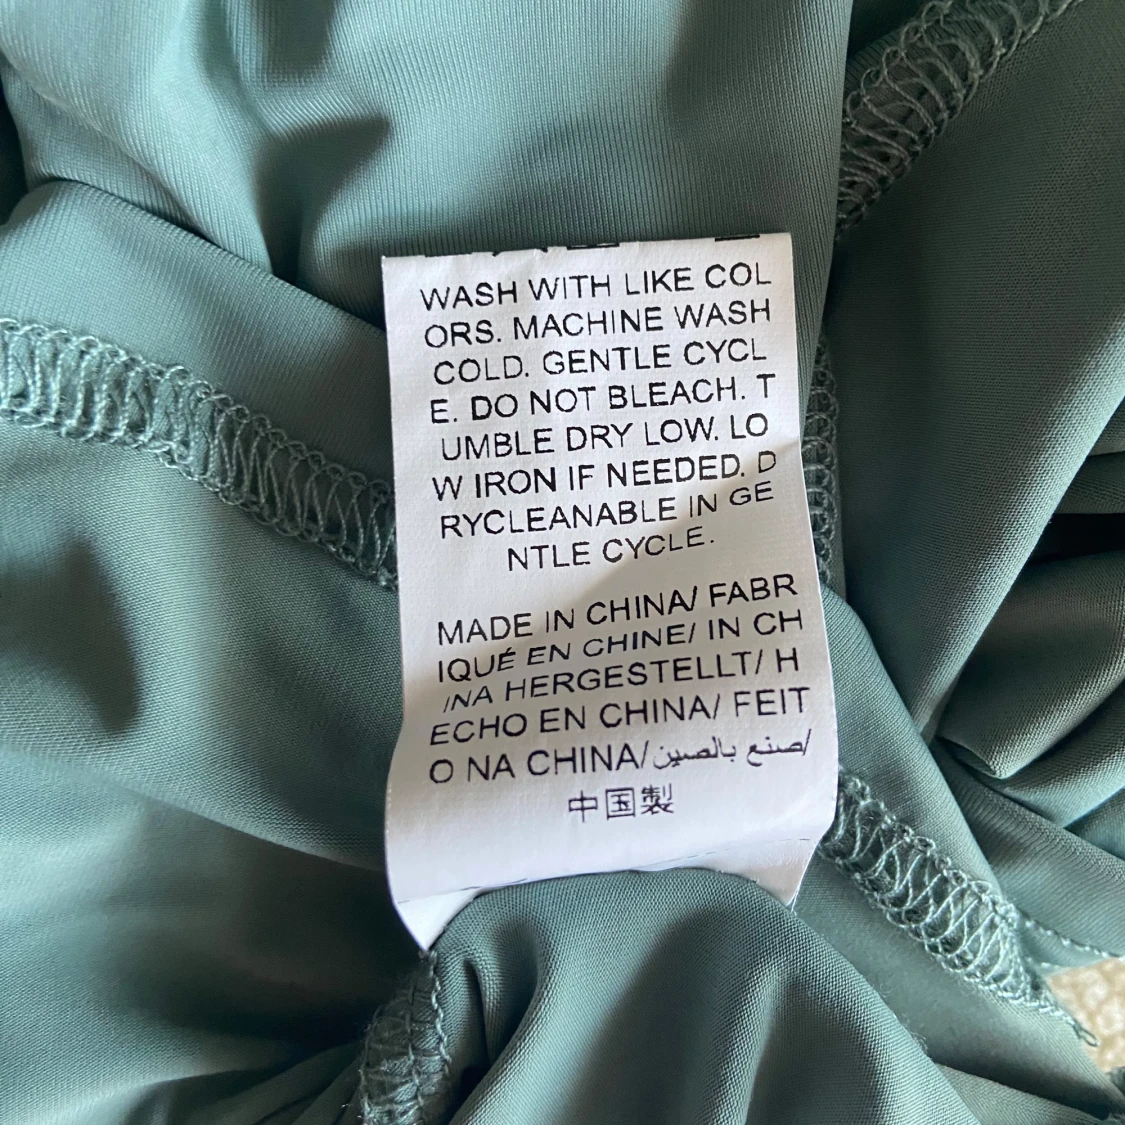 WASH WITH LIKE COL
ORS. MACHINE WASH
COLD. GENTLE CYCL
E. DO NOT BLEACH. T
UMBLE DRY LOW. LO
W IRON IF NEEDED. D
RYCLEANABLE IN GE
NTLE CYCLE.
MADE IN CHINA/ FABR
IQUÉ EN CHINE/ IN CH
INA HERGESTELLT/ H
ECHO EN CHINA/ FEIT
O NA CHINA/صنع بالصين/
中国製